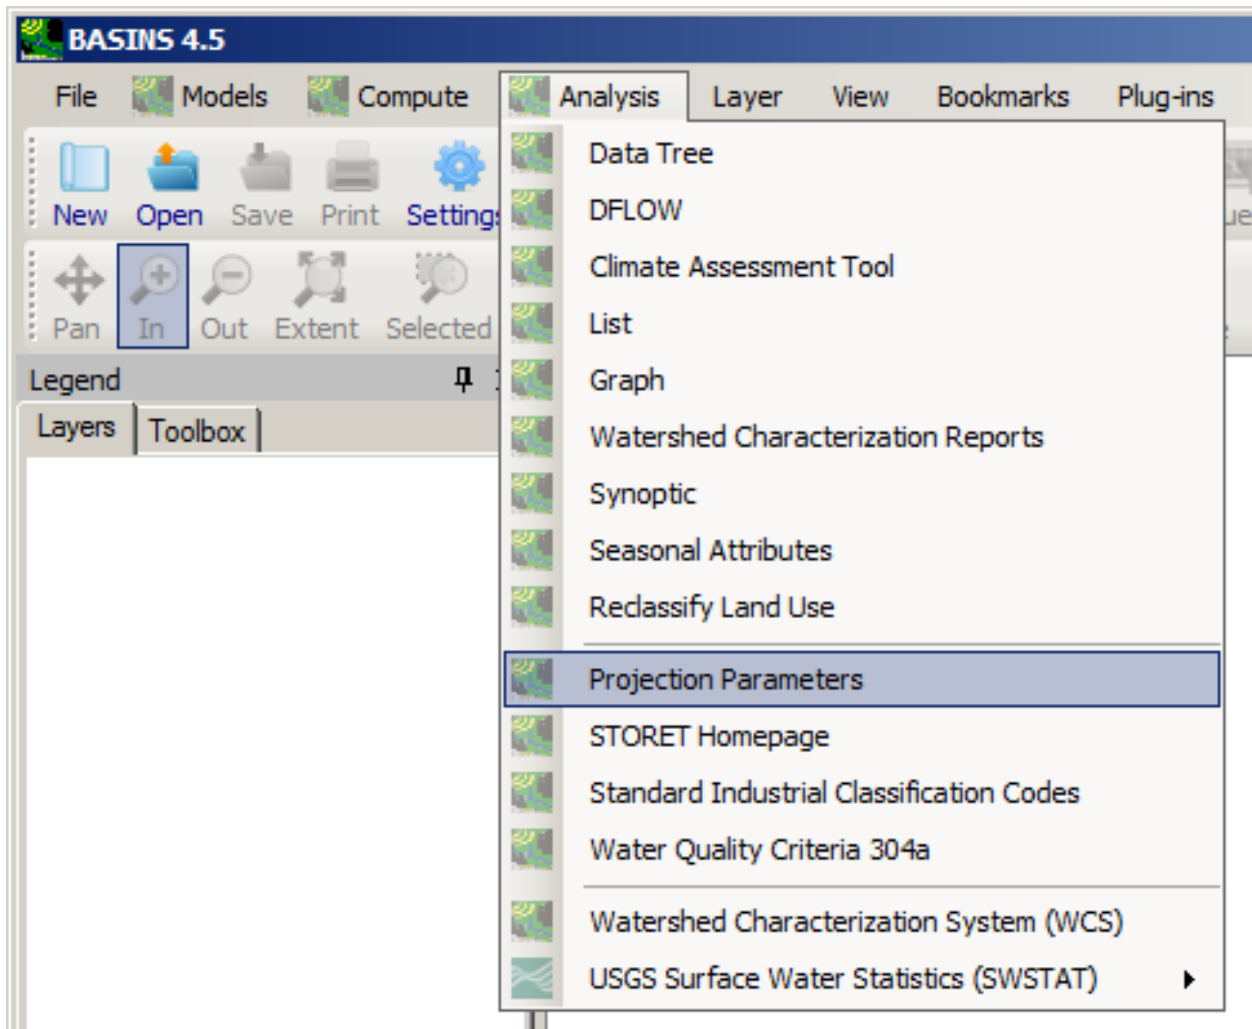 BASINS 4.5
File Models Compute Analysis Layer View Bookmarks Plug-ins
New Open Save Print Settings
Pan In Out Extent Selected
Legend
Layers Toolbox
Data Tree
DFLOW
Climate Assessment Tool
List
Graph
Watershed Characterization Reports
Synoptic
Seasonal Attributes
Reclassify Land Use
Projection Parameters
STORET Homepage
Standard Industrial Classification Codes
Water Quality Criteria 304a
Watershed Characterization System (WCS)
USGS Surface Water Statistics (SWSTAT)